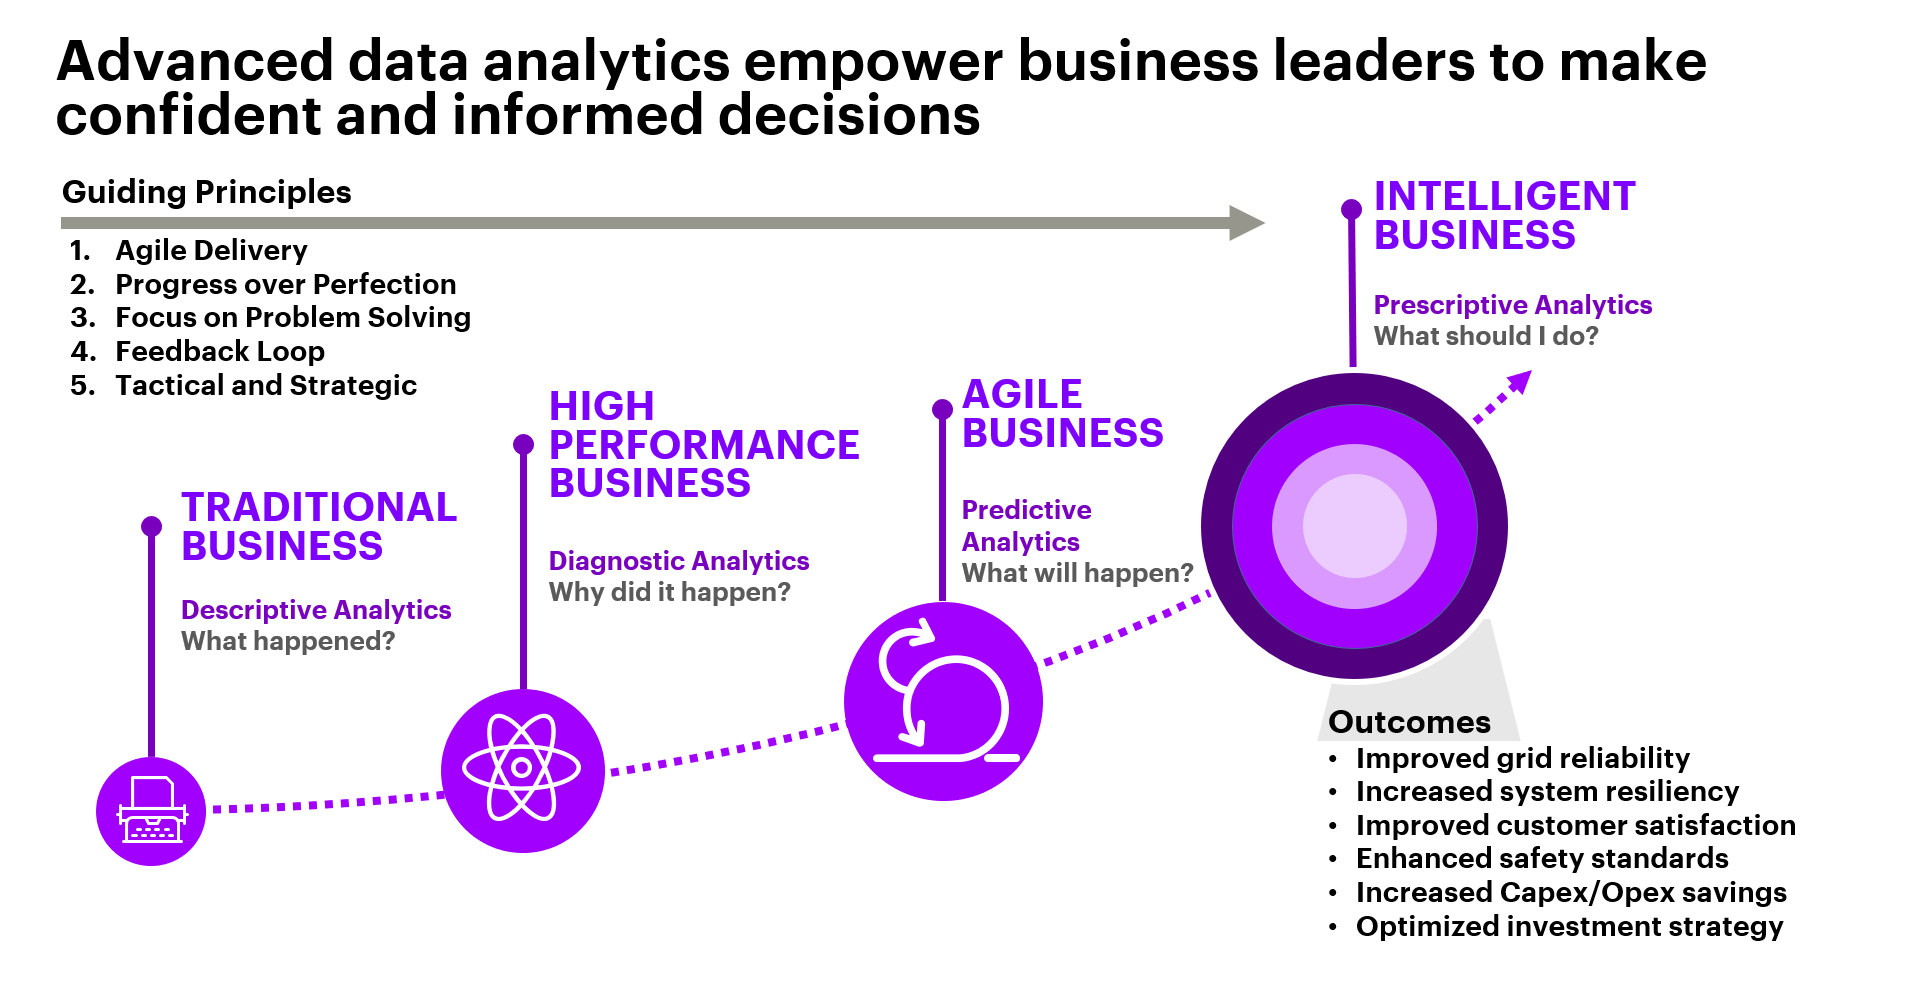 Advanced data analytics empower business leaders to make
confident and informed decisions
Guiding Principles
1. Agile Delivery
2. Progress over Perfection
3. Focus on Problem Solving
4. Feedback Loop
5. Tactical and Strategic
TRADITIONAL
BUSINESS
Descriptive Analytics
What happened?
HIGH
PERFORMANCE
BUSINESS
Diagnostic Analytics
Why did it happen?
AGILE
BUSINESS
Predictive
Analytics
What will happen?
INTELLIGENT
BUSINESS
Prescriptive Analytics
What should I do?
Outcomes
• Improved grid reliability
• Increased system resiliency
• Improved customer satisfaction
• Enhanced safety standards
• Increased Capex/Opex savings
• Optimized investment strategy